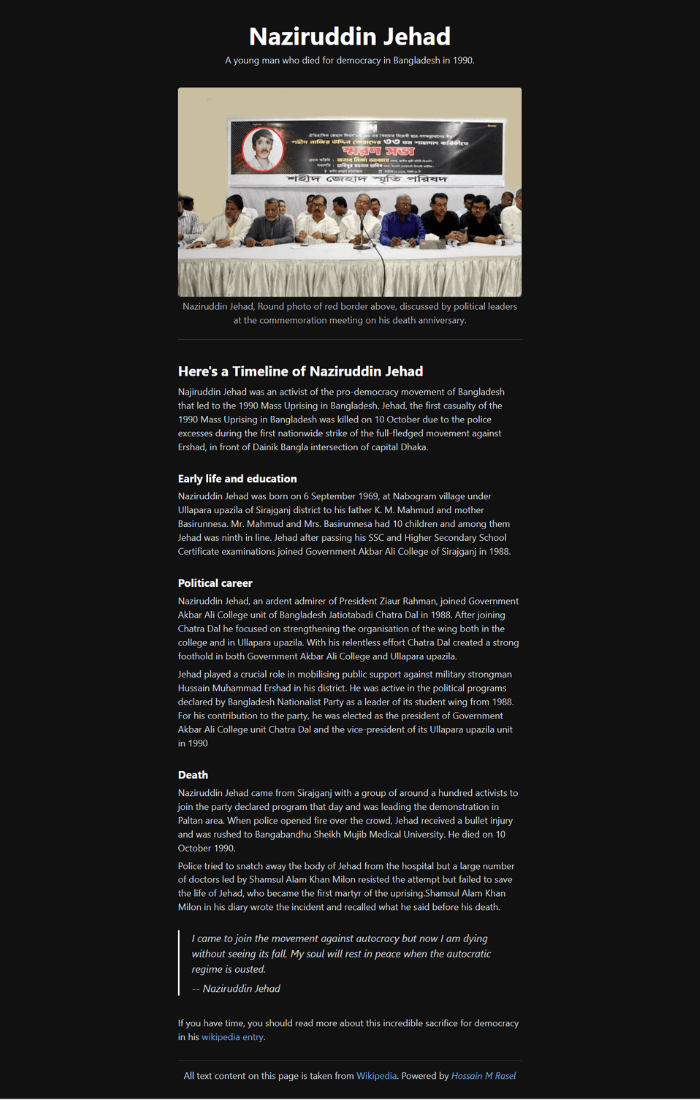 Naziruddin Jehad
A young man who died for democracy in Bangladesh in 1990.
শহীদ নাজির উদ্দিন জেহাদের ৩৩ তম শাহাদাৎ বার্ষিকীতে
স্মরণ সভা
শহীদ জেহাদ স্মৃতি পরিষদ
Naziruddin Jehad, Round photo of red border above, discussed by political leaders
at the commemoration meeting on his death anniversary.
Here's a Timeline of Naziruddin Jehad
Najiruddin Jehad was an activist of the pro-democracy movement of Bangladesh
that led to the 1990 Mass Uprising in Bangladesh. Jehad, the first casualty of the
1990 Mass Uprising in Bangladesh was killed on 10 October due to the police
excesses during the first nationwide strike of the full-fledged movement against
Ershad, in front of Dainik Bangla intersection of capital Dhaka.
Early life and education
Naziruddin Jehad was born on 6 September 1969, at Nabogram village under
Ullapara upazila of Sirajganj district to his father K. M. Mahmud and mother
Basirunnesa. Mr. Mahmud and Mrs. Basirunnesa had 10 children and among them
Jehad was ninth in line. Jehad after passing his SSC and Higher Secondary School
Certificate examinations joined Government Akbar Ali College of Sirajganj in 1988.
Political career
Naziruddin Jehad, an ardent admirer of President Ziaur Rahman, joined Government
Akbar Ali College unit of Bangladesh Jatiotabadi Chatra Dal in 1988. After joining
Chatra Dal he focused on strengthening the organisation of the wing both in the
college and in Ullapara upazila. With his relentless effort Chatra Dal created a strong
foothold in both Government Akbar Ali College and Ullapara upazila.
Jehad played a crucial role in mobilising public support against military strongman
Hussain Muhammad Ershad in his district. He was active in the political programs
declared by Bangladesh Nationalist Party as a leader of its student wing from 1988.
For his contribution to the party, he was elected as the president of Government
Akbar Ali College unit Chatra Dal and the vice-president of its Ullapara upazila unit
in 1990
Death
Naziruddin Jehad came from Sirajganj with a group of around a hundred activists to
join the party declared program that day and was leading the demonstration in
Paltan area. When police opened fire over the crowd, Jehad received a bullet injury
and was rushed to Bangabandhu Sheikh Mujib Medical University. He died on 10
October 1990.
Police tried to snatch away the body of Jehad from the hospital but a large number
of doctors led by Shamsul Alam Khan Milon resisted the attempt but failed to save
the life of Jehad, who became the first martyr of the uprising.Shamsul Alam Khan
Milon in his diary wrote the incident and recalled what he said before his death.
I came to join the movement against autocracy but now I am dying
without seeing its fall. My soul will rest in peace when the autocratic
regime is ousted.
-- Naziruddin Jehad
If you have time, you should read more about this incredible sacrifice for democracy
in his wikipedia entry.
All text content on this page is taken from Wikipedia. Powered by Hossain M Rasel